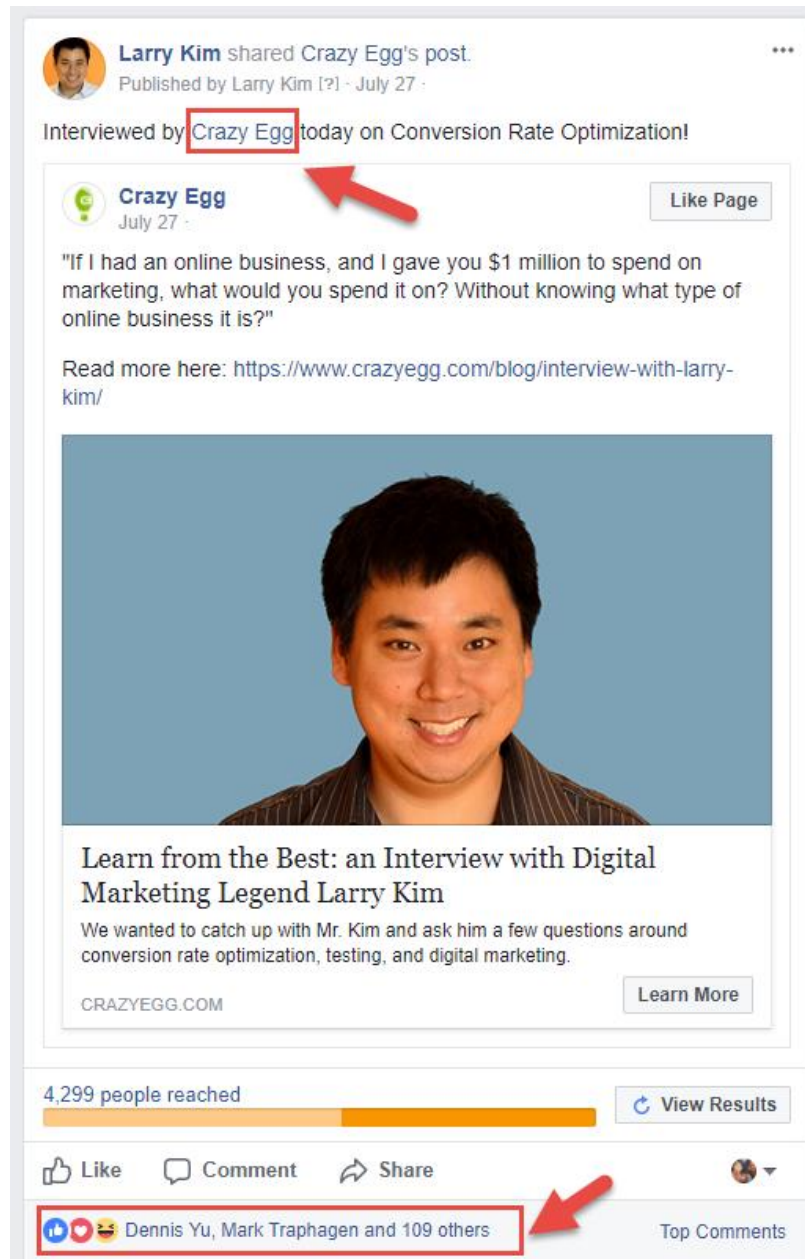 Larry Kim shared Crazy Egg's post.
Published by Larry Kim [?] · July 27 ·
Interviewed by Crazy Egg today on Conversion Rate Optimization!
Crazy Egg
July 27 ·
Like Page
"If I had an online business, and I gave you $1 million to spend on
marketing, what would you spend it on? Without knowing what type of
online business it is?"
Read more here: https://www.crazyegg.com/blog/interview-with-larry-
kim/
Learn from the Best: an Interview with Digital
Marketing Legend Larry Kim
We wanted to catch up with Mr. Kim and ask him a few questions around
conversion rate optimization, testing, and digital marketing.
CRAZYEGG.COM
Learn More
4,299 people reached
View Results
Like Comment Share
Dennis Yu, Mark Traphagen and 109 others
Top Comments